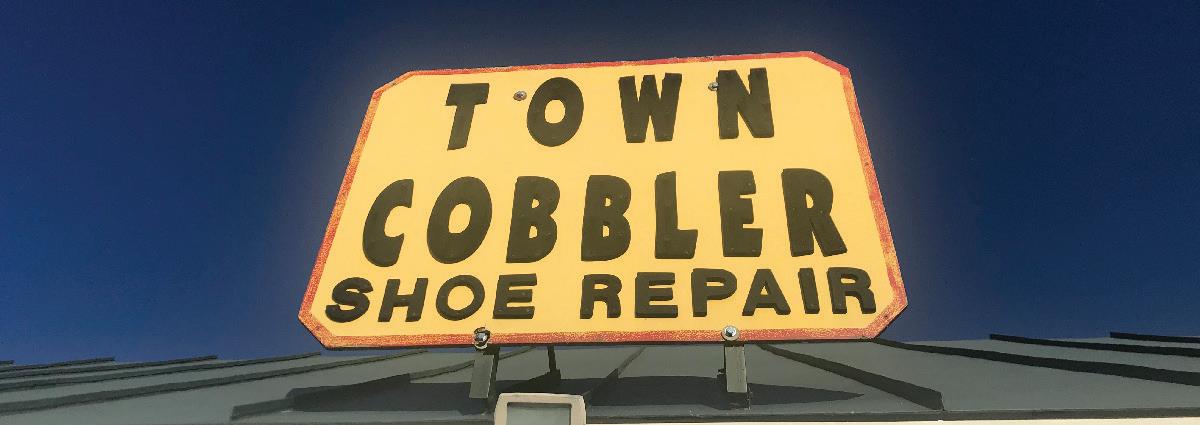 TOWN
COBBLER
SHOE REPAIR